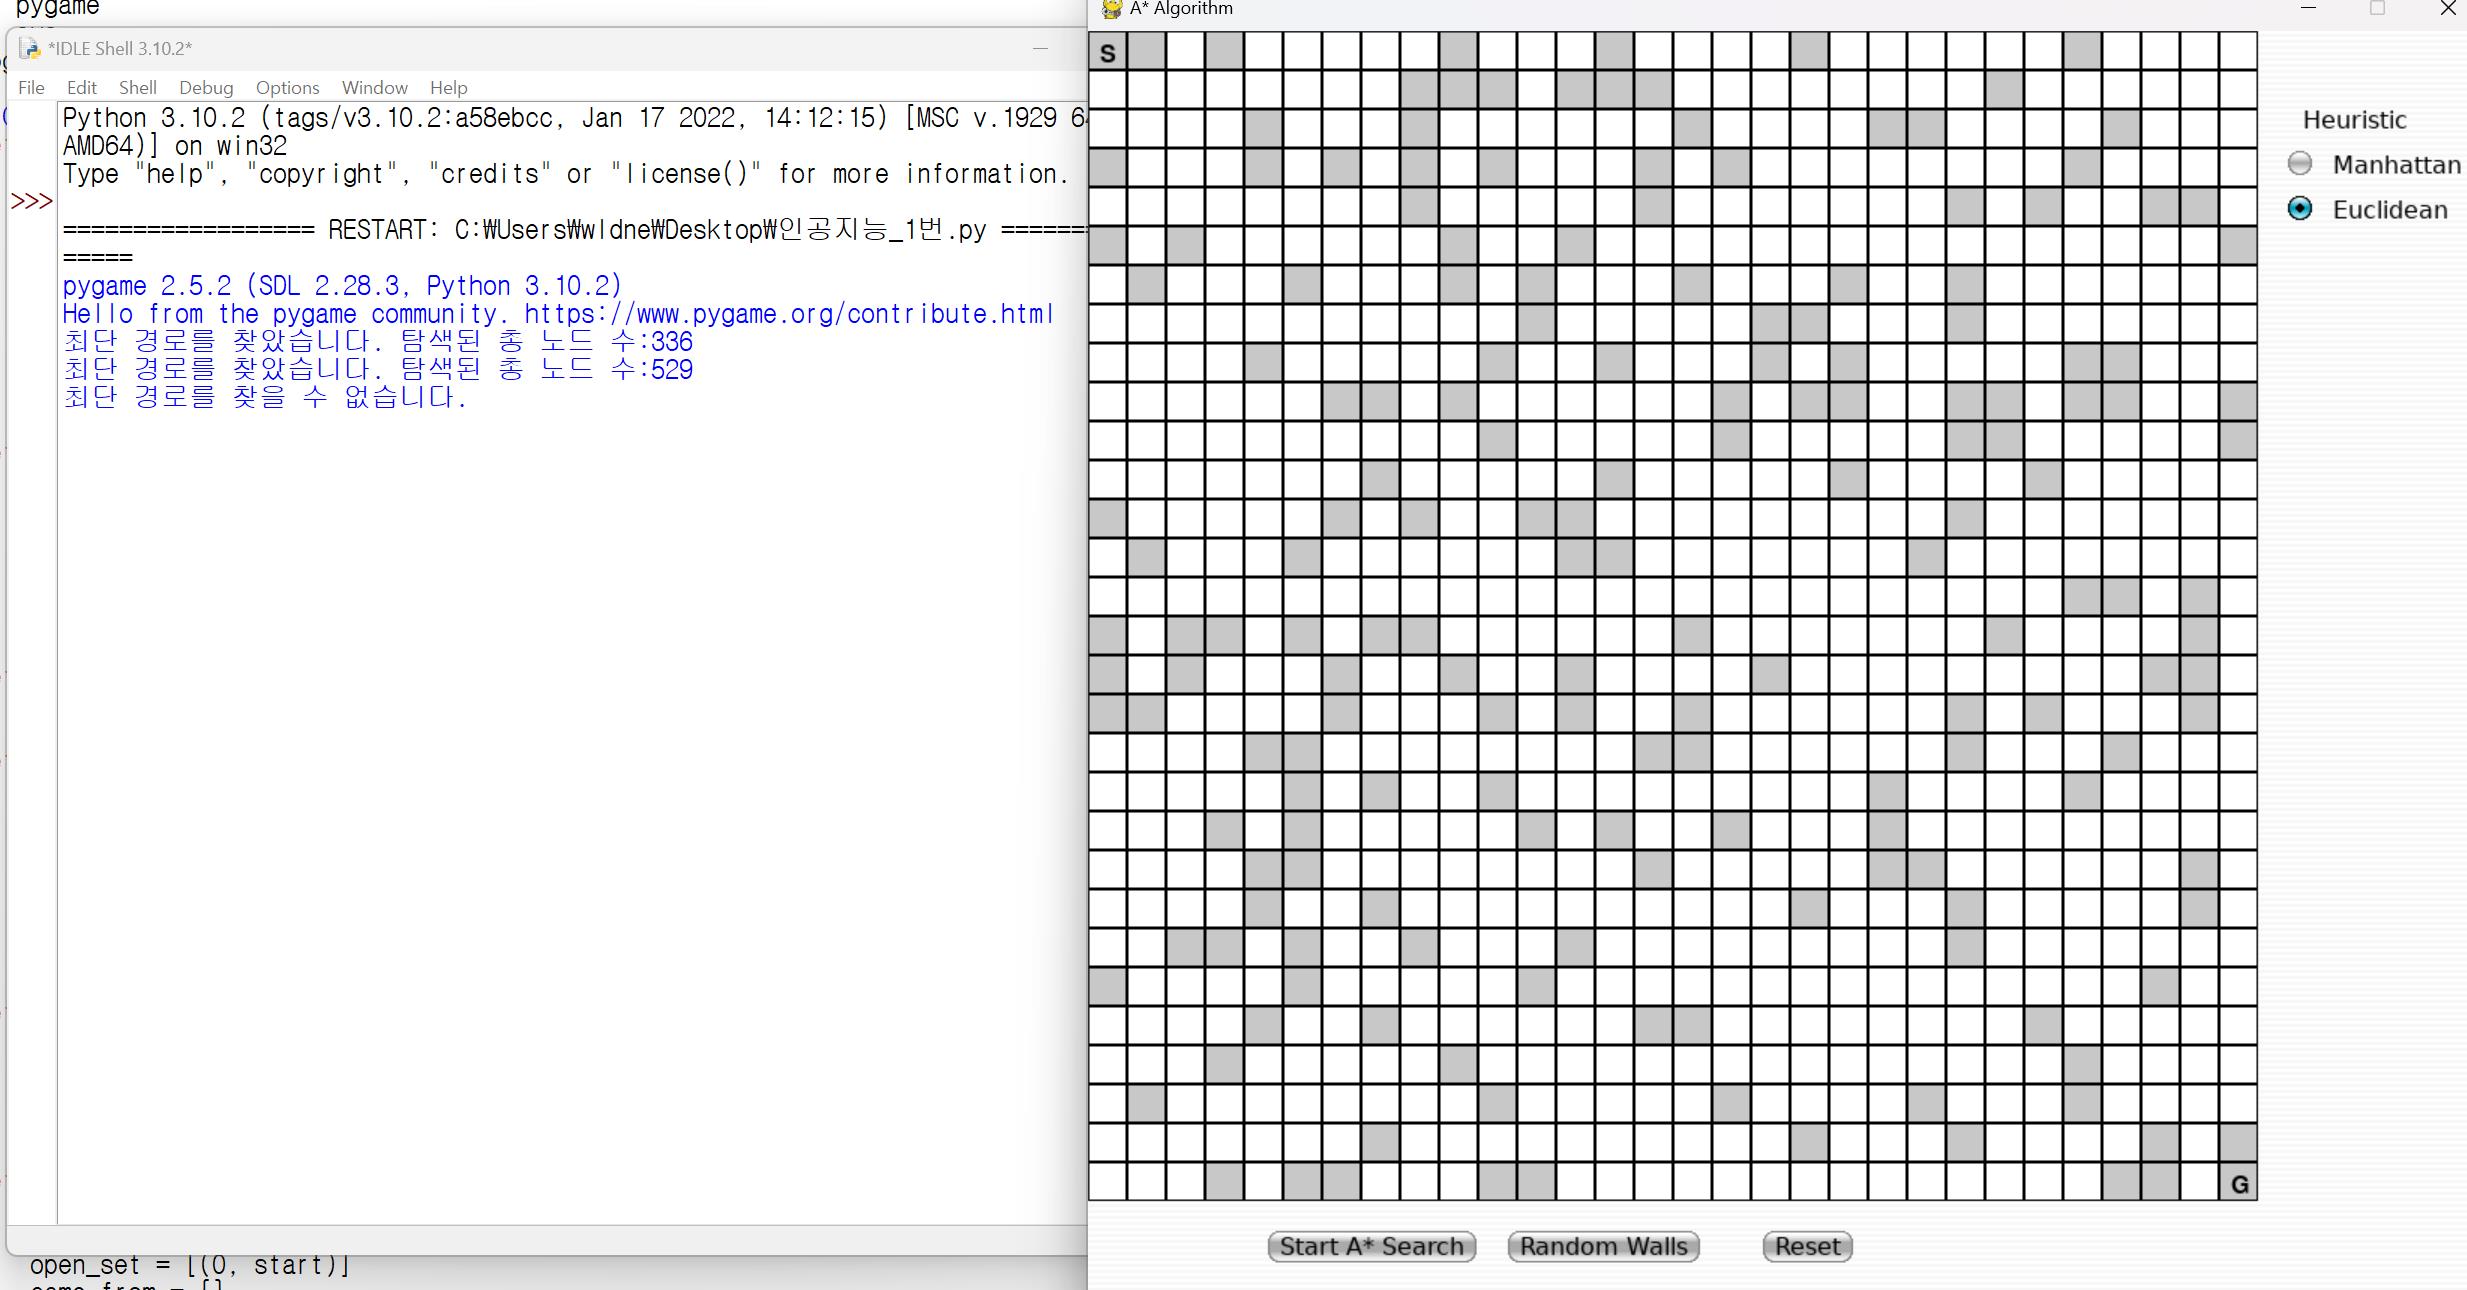 pygame
*IDLE Shell 3.10.2*
File Edit Shell Debug Options Window Help
Python 3.10.2 (tags/v3.10.2:a58ebcc, Jan 17 2022, 14:12:15) [MSC v.1929 6
AMD64)] on win32
Type "help", "copyright", "credits" or "license()" for more information.
>>>
================== RESTART: C:₩Users₩wldne₩Desktop₩인공지능_1번.py ======
=====
pygame 2.5.2 (SDL 2.28.3, Python 3.10.2)
Hello from the pygame community. https://www.pygame.org/contribute.html
최단 경로를 찾았습니다. 탐색된 총 노드 수:336
최단 경로를 찾았습니다. 탐색된 총 노드 수:529
최단 경로를 찾을 수 없습니다.
open_set = [(0, start)]
A* Algorithm
S
Heuristic
Manhattan
Euclidean
G
Start A* Search
Random Walls
Reset